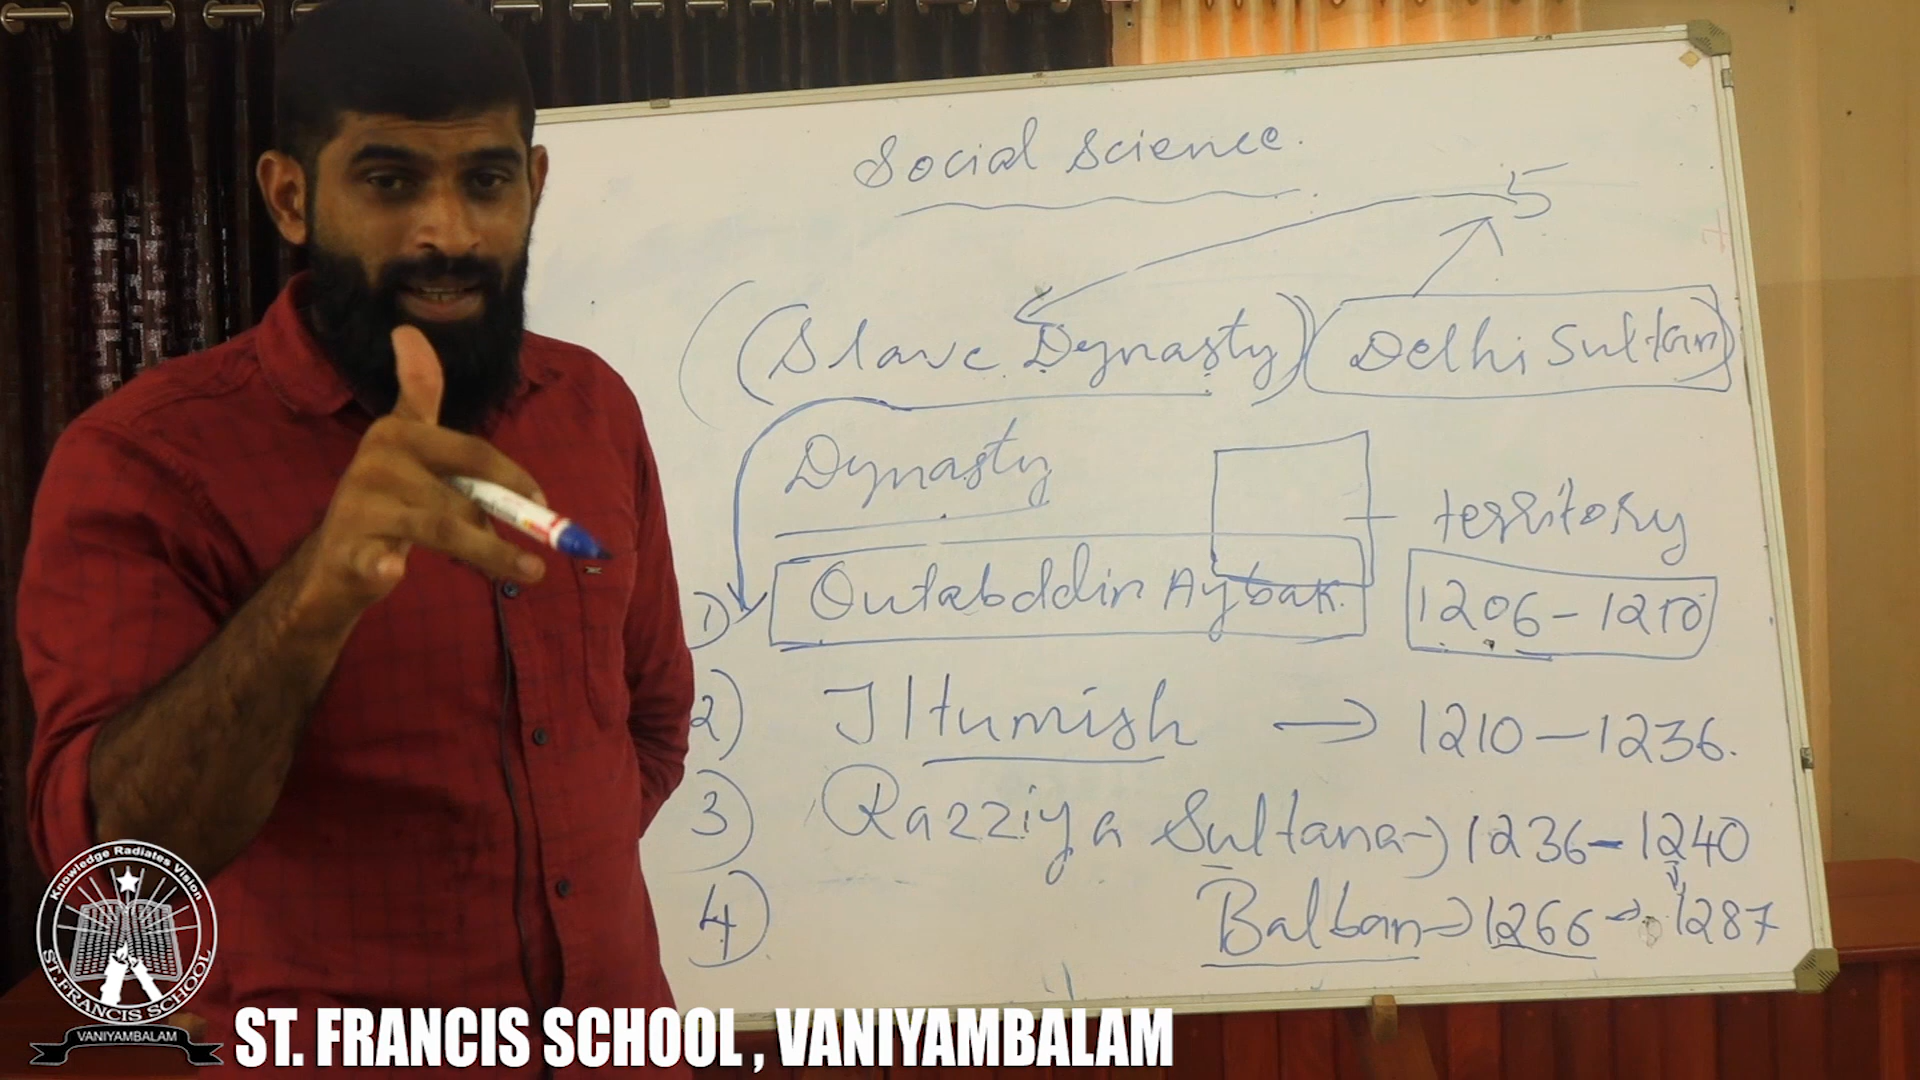 Social Science.
5
(Slave Dynasty) (Delhi Sultan)
Dynasty
territory
1) Qutabddin Aybak. 1206-1210
2) Iltumish → 1210-1236.
3) Razziya Sultana → 1236-1240
4) Balban → 1266 → 1287
Knowledge Radiates Vision
ST. FRANCIS SCHOOL
VANIYAMBALAM
ST. FRANCIS SCHOOL , VANIYAMBALAM